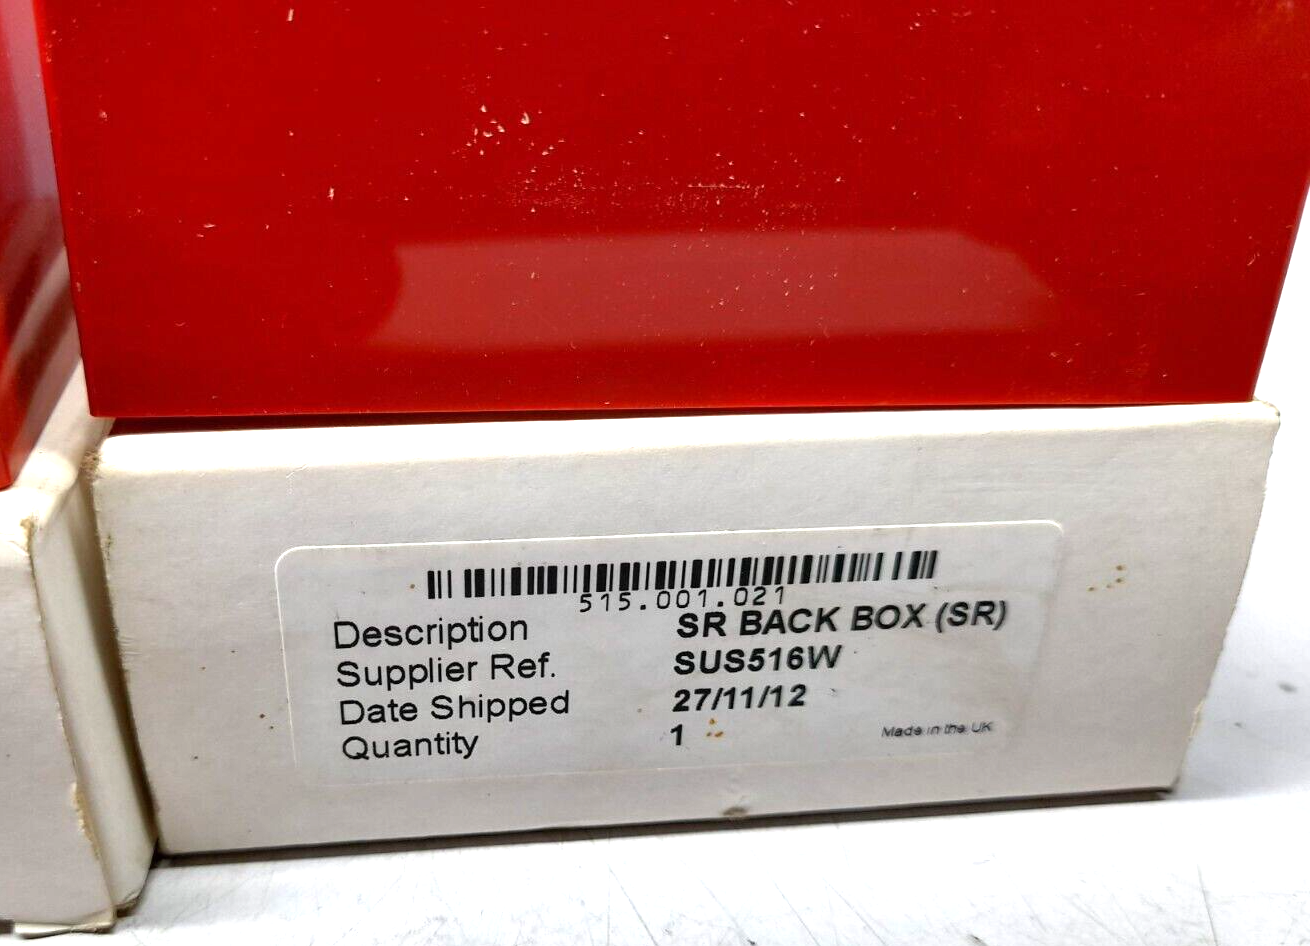 515.001.021
Description SR BACK BOX (SR)
Supplier Ref. SUS516W
Date Shipped 27/11/12
Quantity 1 Made in the UK